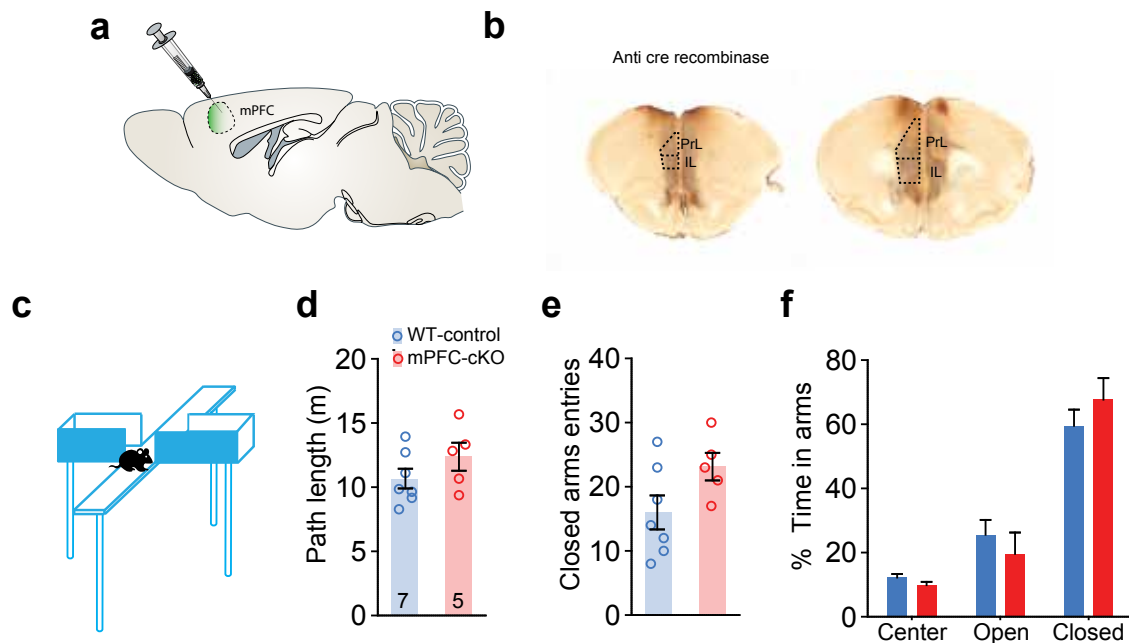 a
mPFC
b
Anti cre recombinase
PrL
IL
PrL
IL
c
d
WT-control
mPFC-cKO
Path length (m)
20
15
10
5
0
7
5
e
Closed arms entries
40
30
20
10
0
f
% Time in arms
80
60
40
20
0
Center
Open
Closed